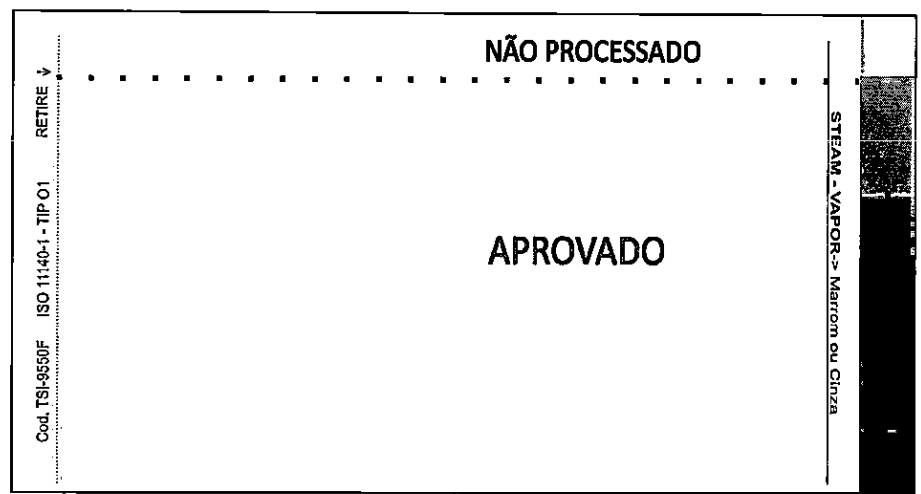 NÃO PROCESSADO
APROVADO
Cod. TSI-9550F ISO 11140-1 - TIP O1 RETIRE ->
STEAM - VAPOR-> Marrom ou Cinza